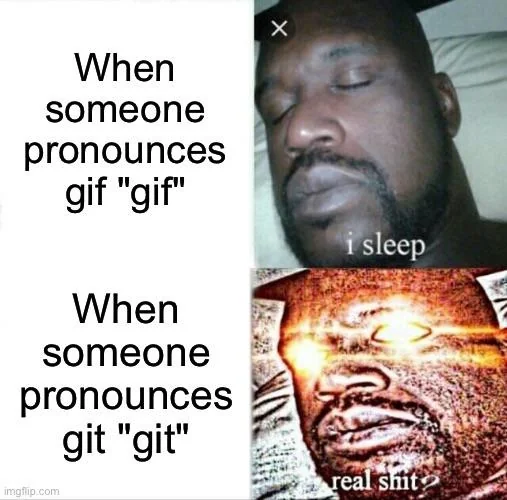 When
someone
pronounces
gif "gif"
i sleep
When
someone
pronounces
git "git"
real shit?
imgflip.com